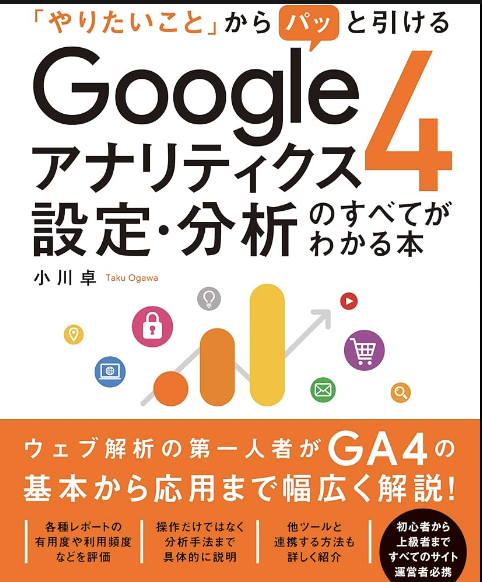 「やりたいこと」からパッと引ける
Google
アナリティクス4
設定・分析
のすべてが
わかる本
小川卓 Taku Ogawa
ウェブ解析の第一人者がGA4の
基本から応用まで幅広く解説!
各種レポートの
有用度や利用頻度
などを評価
操作だけではなく
分析手法まで
具体的に説明
他ツールと
連携する方法も
詳しく紹介
初心者から
上級者まで
すべてのサイト
運営者必携